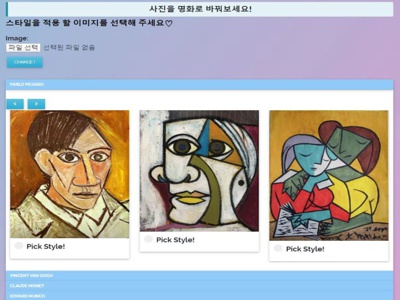 사진을 명화로 바꿔보세요!
스타일을 적용 할 이미지를 선택해 주세요♡
Image:
파일 선택 선택된 파일 없음
CHANGE !
PABLO PICASSO
Pick Style!
Pick Style!
Pick Style!
VINCENT VAN GOGH
CLAUDE MONET
EDVARD MUNCH